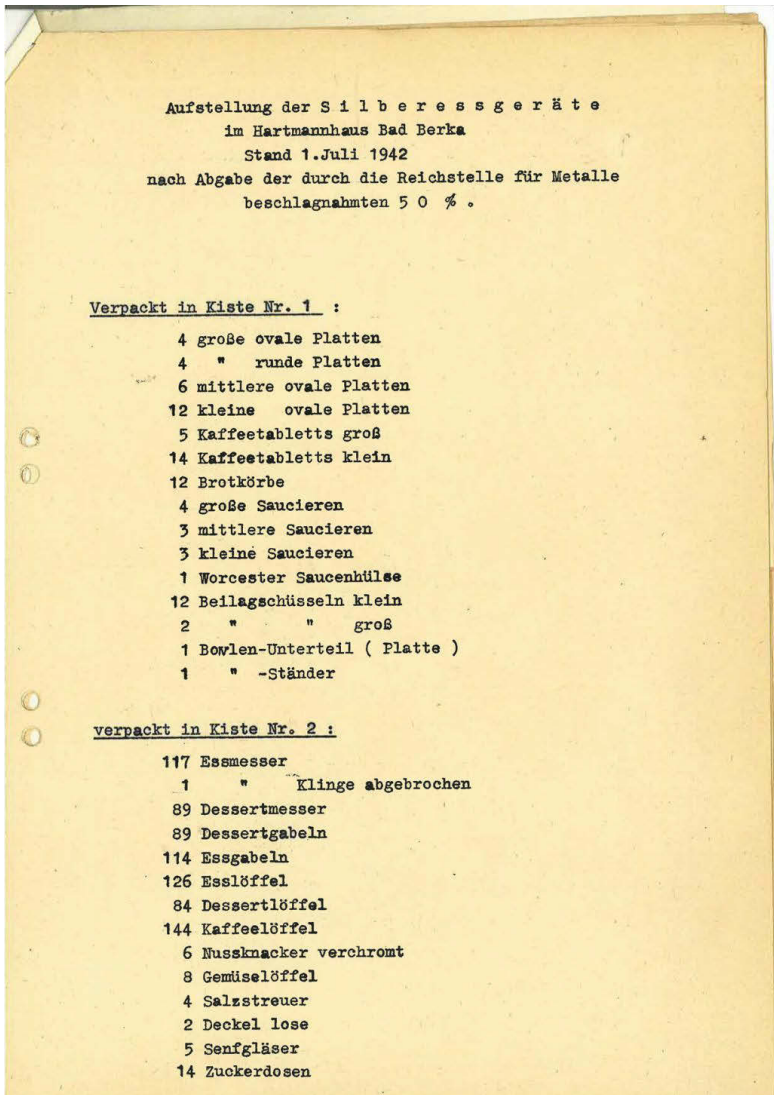 Aufstellung der S i l b e r e s s g e r ä t e
im Hartmannhaus Bad Berka
Stand 1.Juli 1942
nach Abgabe der durch die Reichstelle für Metalle
beschlagnahmten 5 0 % .
Verpackt in Kiste Nr. 1 :
4 große ovale Platten
4 " runde Platten
6 mittlere ovale Platten
12 kleine ovale Platten
5 Kaffeetabletts groß
14 Kaffeetabletts klein
12 Brotkörbe
4 große Saucieren
3 mittlere Saucieren
3 kleine Saucieren
1 Worcester Saucenhülse
12 Beilagschüsseln klein
2 " " groß
1 Bowlen-Unterteil ( Platte )
1 " -Ständer
verpackt in Kiste Nr. 2 :
117 Essmesser
1 " Klinge abgebrochen
89 Dessertmesser
89 Dessertgabeln
114 Essgabeln
126 Esslöffel
84 Dessertlöffel
144 Kaffeelöffel
6 Nussknacker verchromt
8 Gemüselöffel
4 Salzstreuer
2 Deckel lose
5 Senfgläser
14 Zuckerdosen